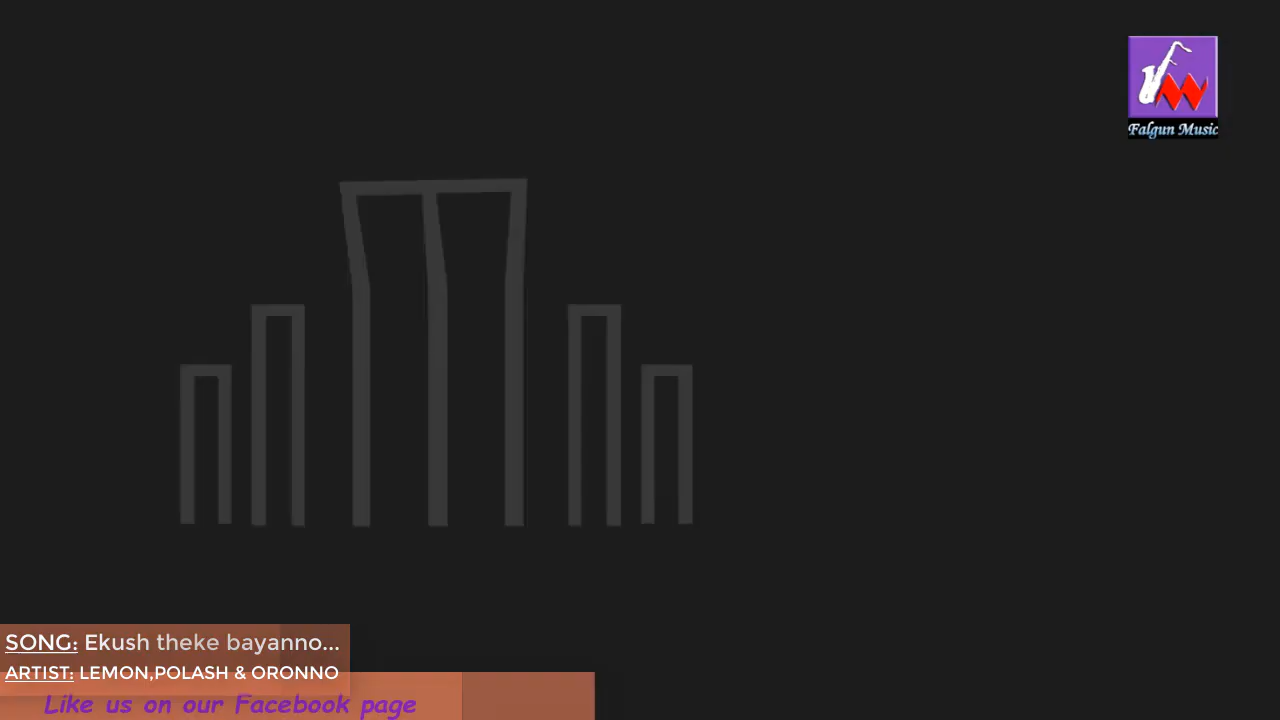 Falgun Music
SONG: Ekush theke bayanno...
ARTIST: LEMON,POLASH & ORONNO
Like us on our Facebook page